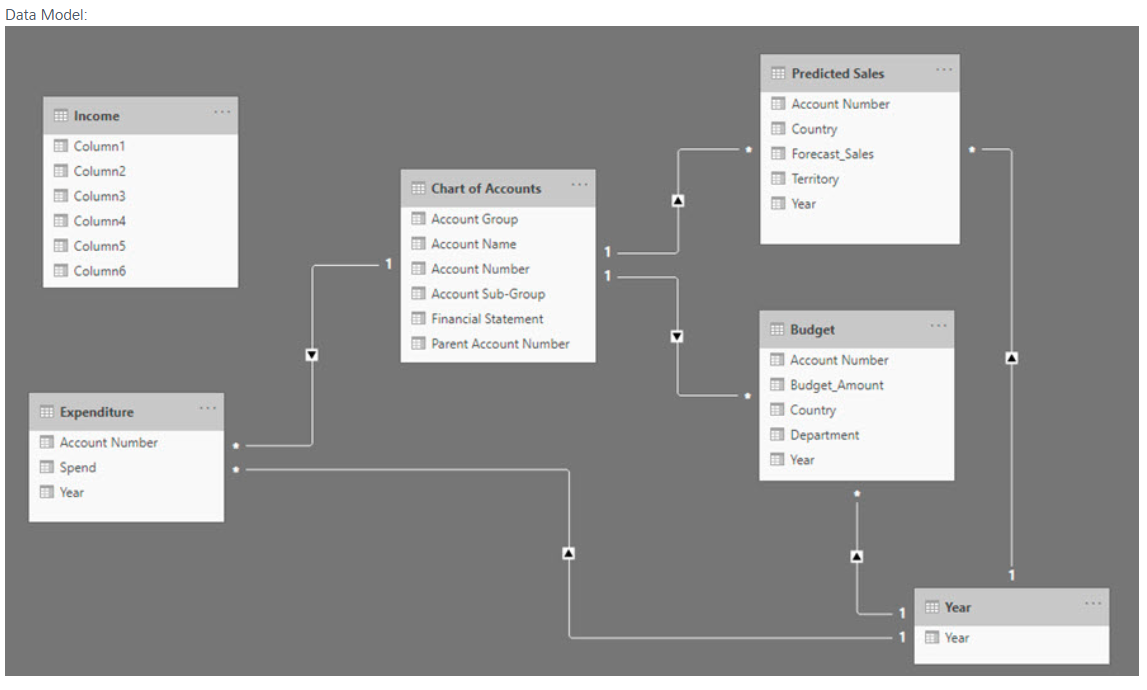 Data Model:
Income
Column1
Column2
Column3
Column4
Column5
Column6
Chart of Accounts
Account Group
Account Name
Account Number
Account Sub-Group
Financial Statement
Parent Account Number
Predicted Sales
Account Number
Country
Forecast_Sales
Territory
Year
Expenditure
Account Number
Spend
Year
Budget
Account Number
Budget_Amount
Country
Department
Year
Year
Year
1
*
1
*
1
*
*
1
*
1
*
1